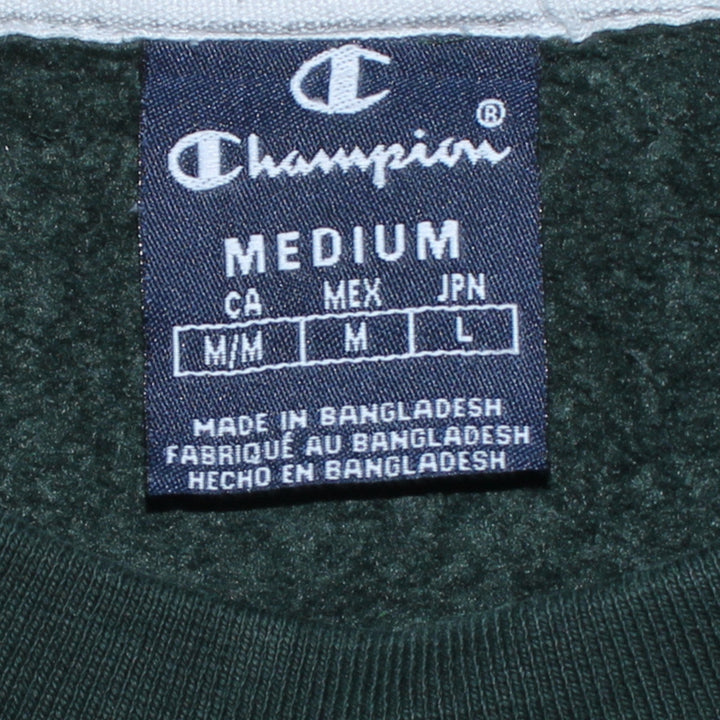 Champion®
MEDIUM
CA MEX JPN
M/M M L
MADE IN BANGLADESH
FABRIQUÉ AU BANGLADESH
HECHO EN BANGLADESH